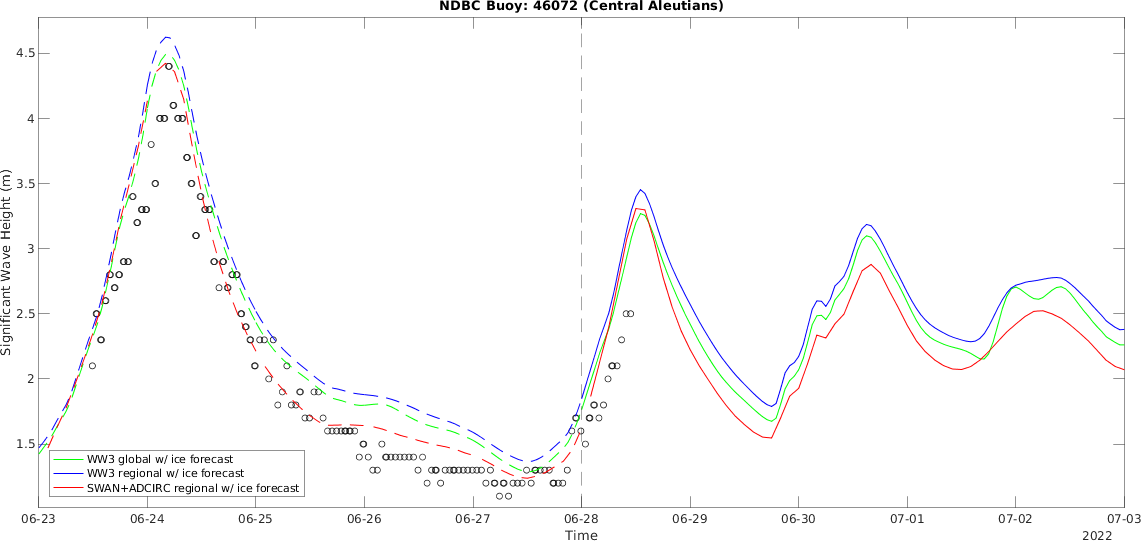 NDBC Buoy: 46072 (Central Aleutians)
4.5
4
3.5
3
2.5
2
1.5
Significant Wave Height (m)
WW3 global w/ ice forecast
WW3 regional w/ ice forecast
SWAN+ADCIRC regional w/ ice forecast
06-23 06-24 06-25 06-26 06-27 06-28 06-29 06-30 07-01 07-02 07-03
Time
2022